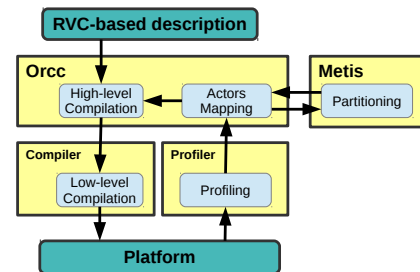 RVC-based description
Orcc
Metis
High-level
Compilation
Actors
Mapping
Partitioning
Compiler
Profiler
Low-level
Compilation
Profiling
Platform